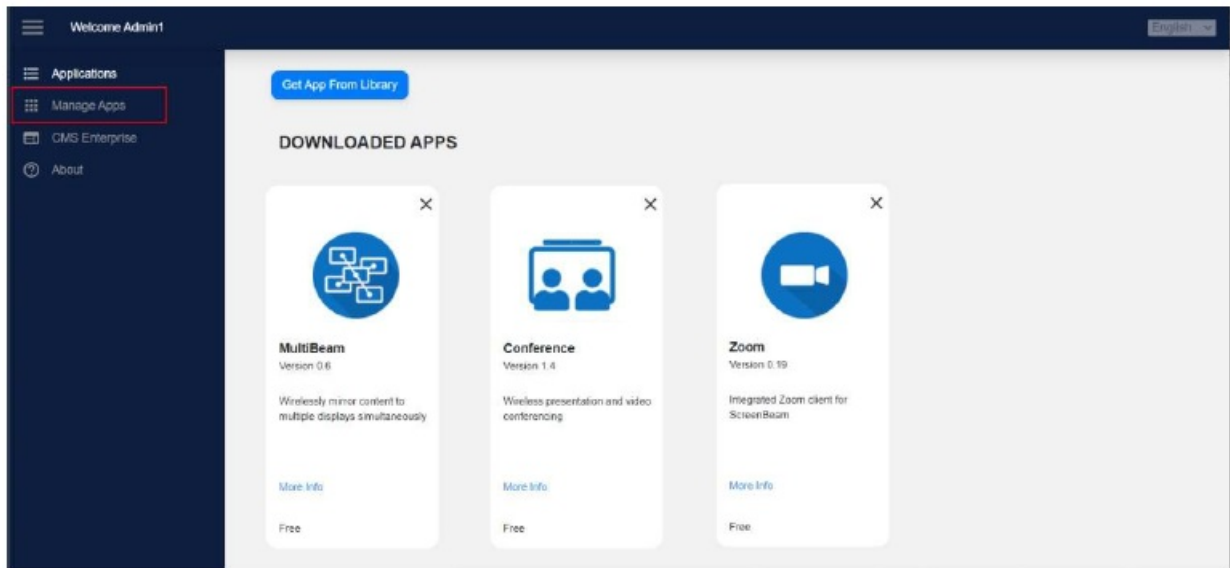 Welcome Admin1
English
Applications
Manage Apps
CMS Enterprise
About
Get App From Library
DOWNLOADED APPS
MultiBeam
Version 0.6
Wirelessly mirror content to
multiple displays simultaneously
More Info
Free
Conference
Version 1.4
Wireless presentation and video
conferencing
More Info
Free
Zoom
Version 0.19
Integrated Zoom client for
ScreenBeam
More Info
Free